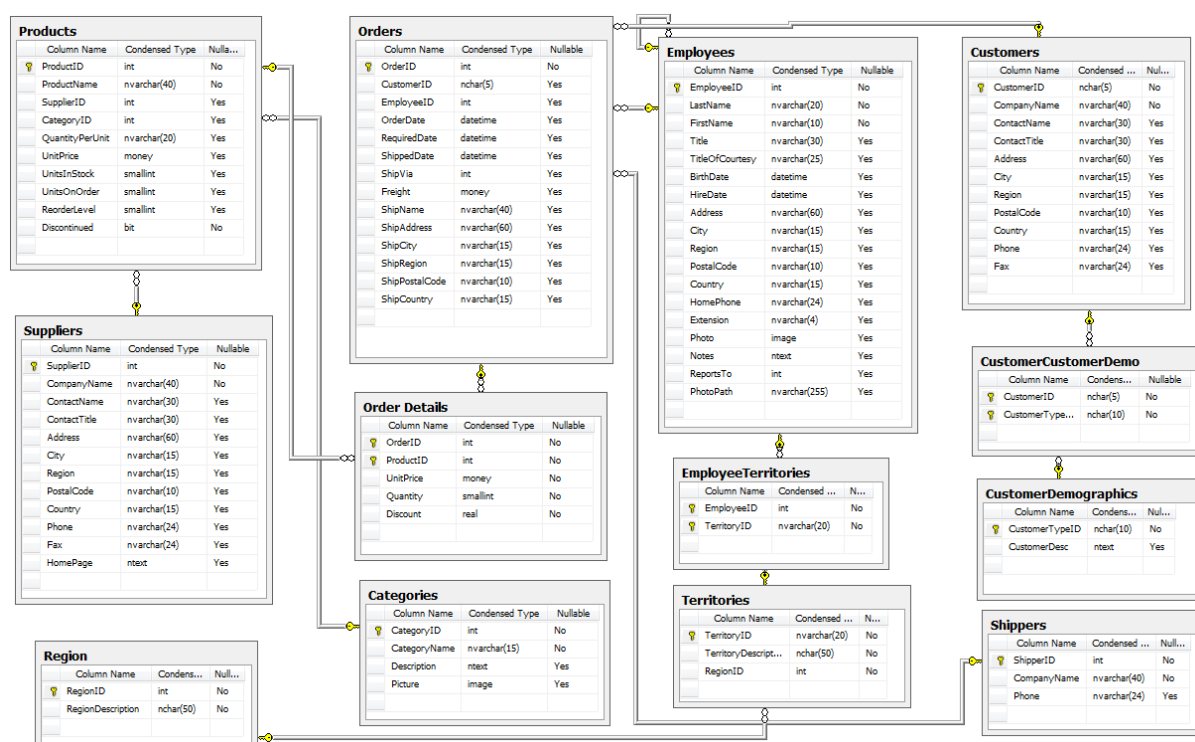 Products
Column Name Condensed Type Nulla...
ProductID int No
ProductName nvarchar(40) No
SupplierID int Yes
CategoryID int Yes
QuantityPerUnit nvarchar(20) Yes
UnitPrice money Yes
UnitsInStock smallint Yes
UnitsOnOrder smallint Yes
ReorderLevel smallint Yes
Discontinued bit No
Orders
Column Name Condensed Type Nullable
OrderID int No
CustomerID nchar(5) Yes
EmployeeID int Yes
OrderDate datetime Yes
RequiredDate datetime Yes
ShippedDate datetime Yes
ShipVia int Yes
Freight money Yes
ShipName nvarchar(40) Yes
ShipAddress nvarchar(60) Yes
ShipCity nvarchar(15) Yes
ShipRegion nvarchar(15) Yes
ShipPostalCode nvarchar(10) Yes
ShipCountry nvarchar(15) Yes
Employees
Column Name Condensed Type Nullable
EmployeeID int No
LastName nvarchar(20) No
FirstName nvarchar(10) No
Title nvarchar(30) Yes
TitleOfCourtesy nvarchar(25) Yes
BirthDate datetime Yes
HireDate datetime Yes
Address nvarchar(60) Yes
City nvarchar(15) Yes
Region nvarchar(15) Yes
PostalCode nvarchar(10) Yes
Country nvarchar(15) Yes
HomePhone nvarchar(24) Yes
Extension nvarchar(4) Yes
Photo image Yes
Notes ntext Yes
ReportsTo int Yes
PhotoPath nvarchar(255) Yes
Customers
Column Name Condensed ... Nul...
CustomerID nchar(5) No
CompanyName nvarchar(40) No
ContactName nvarchar(30) Yes
ContactTitle nvarchar(30) Yes
Address nvarchar(60) Yes
City nvarchar(15) Yes
Region nvarchar(15) Yes
PostalCode nvarchar(10) Yes
Country nvarchar(15) Yes
Phone nvarchar(24) Yes
Fax nvarchar(24) Yes
Suppliers
Column Name Condensed Type Nullable
SupplierID int No
CompanyName nvarchar(40) No
ContactName nvarchar(30) Yes
ContactTitle nvarchar(30) Yes
Address nvarchar(60) Yes
City nvarchar(15) Yes
Region nvarchar(15) Yes
PostalCode nvarchar(10) Yes
Country nvarchar(15) Yes
Phone nvarchar(24) Yes
Fax nvarchar(24) Yes
HomePage ntext Yes
Order Details
Column Name Condensed Type Nullable
OrderID int No
ProductID int No
UnitPrice money No
Quantity smallint No
Discount real No
CustomerCustomerDemo
Column Name Condens... Nullable
CustomerID nchar(5) No
CustomerType... nchar(10) No
EmployeeTerritories
Column Name Condensed ... N...
EmployeeID int No
TerritoryID nvarchar(20) No
CustomerDemographics
Column Name Condens... Nul...
CustomerTypeID nchar(10) No
CustomerDesc ntext Yes
Categories
Column Name Condensed Type Nullable
CategoryID int No
CategoryName nvarchar(15) No
Description ntext Yes
Picture image Yes
Territories
Column Name Condensed ... N...
TerritoryID nvarchar(20) No
TerritoryDescript... nchar(50) No
RegionID int No
Shippers
Column Name Condensed ... Null...
ShipperID int No
CompanyName nvarchar(40) No
Phone nvarchar(24) Yes
Region
Column Name Condens... Null...
RegionID int No
RegionDescription nchar(50) No